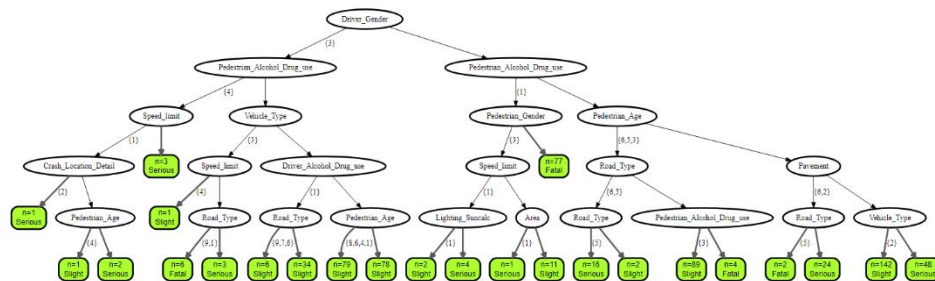 Driver_Gender
{3}
Pedestrian_Alcohol_Drug_use
Pedestrian_Alcohol_Drug_use
{4}
{1}
Speed_limit
Vehicle_Type
Pedestrian_Gender
Pedestrian_Age
{1}
{3}
{3}
{6,5,3}
Crash_Location_Detail
n=3
Serious
Speed_limit
Driver_Alcohol_Drug_use
Speed_limit
n=77
Fatal
Road_Type
Pavement
{2}
{4}
{1}
{1}
{6,5}
{6,2}
n=1
Serious
Pedestrian_Age
n=1
Slight
Road_Type
Road_Type
Pedestrian_Age
Lighting_Suncalc
Area
Road_Type
Pedestrian_Alcohol_Drug_use
Road_Type
Vehicle_Type
{4}
{9,1}
{9,7,6}
{8,6,4,1}
{1}
{1}
{5}
{3}
{5}
{2}
n=1
Slight
n=2
Serious
n=6
Fatal
n=3
Serious
n=6
Slight
n=34
Serious
n=79
Slight
n=78
Serious
n=2
Slight
n=4
Serious
n=1
Serious
n=11
Slight
n=16
Serious
n=2
Slight
n=89
Slight
n=4
Fatal
n=2
Fatal
n=24
Serious
n=142
Slight
n=48
Serious